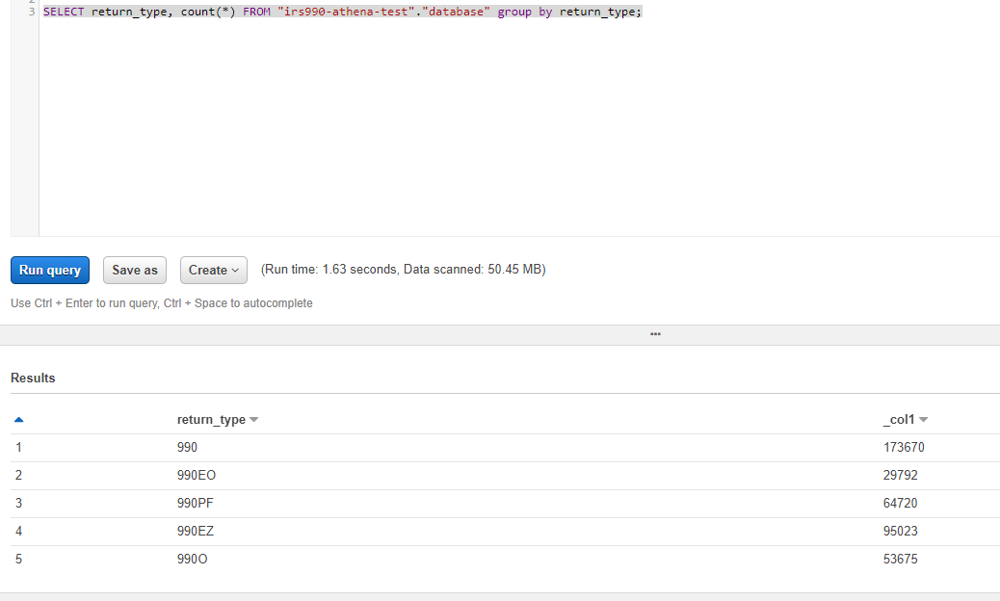 3 SELECT return_type, count(*) FROM "irs990-athena-test"."database" group by return_type;
Run query Save as Create (Run time: 1.63 seconds, Data scanned: 50.45 MB)
Use Ctrl + Enter to run query, Ctrl + Space to autocomplete
Results
return_type _col1
1 990 173670
2 990EO 29792
3 990PF 64720
4 990EZ 95023
5 990O 53675